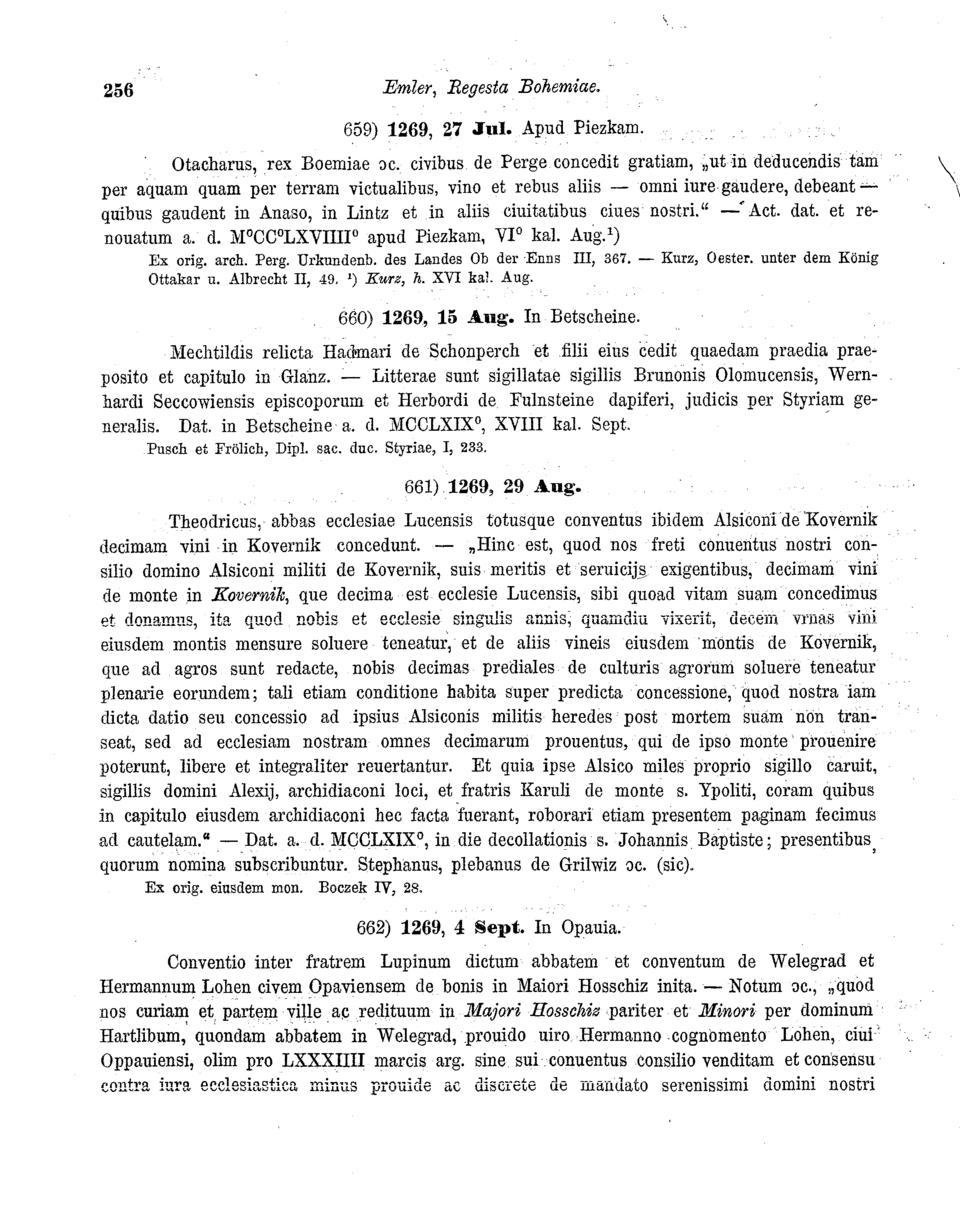 256 Emler, Regesta Bohemiae.
659) 1269, 27 Jul. Apud Piezkam.
Otacharus, rex Boemiae ɔc. civibus de Perge concedit gratiam, „ut in deducendis tam
per aquam quam per terram victualibus, vino et rebus aliis — omni iure gaudere, debeant —
quibus gaudent in Anaso, in Lintz et in aliis ciuitatibus ciues nostri.“ — Act. dat. et re-
nouatum a. d. M⁰CC⁰LXVIIII⁰ apud Piezkam, VI⁰ kal. Aug.¹)
Ex orig. arch. Perg. Urkundenb. des Landes Ob der Enns III, 367. — Kurz, Oester. unter dem König
Ottakar u. Albrecht II, 49. ¹) Kurz, h. XVI kal. Aug.
660) 1269, 15 Aug. In Betscheine.
Mechtildis relicta Hadmari de Schonperch et filii eius cedit quaedam praedia prae-
posito et capitulo in Glanz. — Litterae sunt sigillatae sigillis Brunonis Olomucensis, Wern-
hardi Seccowiensis episcoporum et Herbordi de Fulnsteine dapiferi, judicis per Styriam ge-
neralis. Dat. in Betscheine a. d. MCCLXIX⁰, XVIII kal. Sept.
Pusch et Frölich, Dipl. sac. duc. Styriae, I, 233.
661) 1269, 29 Aug.
Theodricus, abbas ecclesiae Lucensis totusque conventus ibidem Alsiconi de Kovernik
decimam vini in Kovernik concedunt. — „Hinc est, quod nos freti conuentus nostri con-
silio domino Alsiconi militi de Kovernik, suis meritis et seruicijs exigentibus, decimam vini
de monte in Kovernik, que decima est ecclesie Lucensis, sibi quoad vitam suam concedimus
et donamus, ita quod nobis et ecclesie singulis annis, quamdiu vixerit, decem vrnas vini
eiusdem montis mensure soluere teneatur, et de aliis vineis eiusdem montis de Kovernik,
que ad agros sunt redacte, nobis decimas prediales de culturis agrorum soluere teneatur
plenarie eorundem; tali etiam conditione habita super predicta concessione, quod nostra iam
dicta datio seu concessio ad ipsius Alsiconis militis heredes post mortem suam non tran-
seat, sed ad ecclesiam nostram omnes decimarum prouentus, qui de ipso monte prouenire
poterunt, libere et integraliter reuertantur. Et quia ipse Alsico miles proprio sigillo caruit,
sigillis domini Alexij, archidiaconi loci, et fratris Karuli de monte s. Ypoliti, coram quibus
in capitulo eiusdem archidiaconi hec facta fuerant, roborari etiam presentem paginam fecimus
ad cautelam.“ — Dat. a. d. MCCLXIX⁰, in die decollationis s. Johannis Baptiste; presentibus,
quorum nomina subscribuntur. Stephanus, plebanus de Grilwiz ɔc. (sic).
Ex orig. eiusdem mon. Boczek IV, 28.
662) 1269, 4 Sept. In Opauia.
Conventio inter fratrem Lupinum dictum abbatem et conventum de Welegrad et
Hermannum Lohen civem Opaviensem de bonis in Maiori Hosschiz inita. — Notum ɔc., „quod
nos curiam et partem ville ac redituum in Majori Hosschiz pariter et Minori per dominum
Hartlibum, quondam abbatem in Welegrad, prouido uiro Hermanno cognomento Lohen, ciui
Oppauiensi, olim pro LXXXIIII marcis arg. sine sui conuentus consilio venditam et consensu
contra iura ecclesiastica minus prouide ac discrete de mandato serenissimi domini nostri